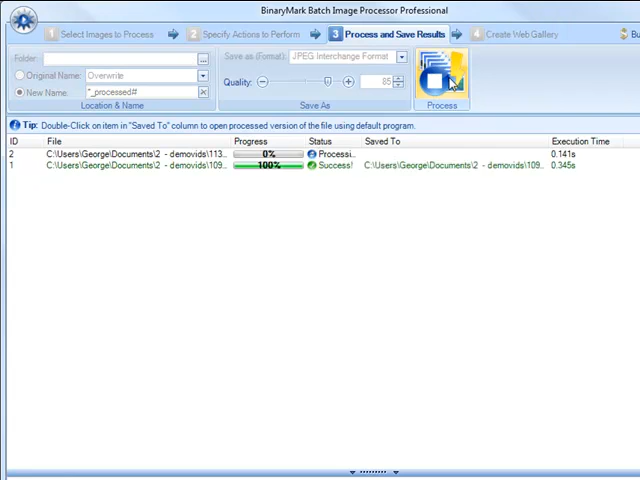 BinaryMark Batch Image Processor Professional
1 Select Images to Process 2 Specify Actions to Perform 3 Process and Save Results 4 Create Web Gallery Bu
Folder: ...
Original Name: Overwrite
New Name: *_processed#
Location & Name
Save as (Format): JPEG Interchange Format
Quality: 85
Save As
Process
Tip: Double-Click on item in "Saved To" column to open processed version of the file using default program.
ID File Progress Status Saved To Execution Time
2 C:\Users\George\Documents\2 - demovids\113... 0% Processi... 0.141s
1 C:\Users\George\Documents\2 - demovids\109... 100% Success! C:\Users\George\Documents\2 - demovids\109... 0.345s